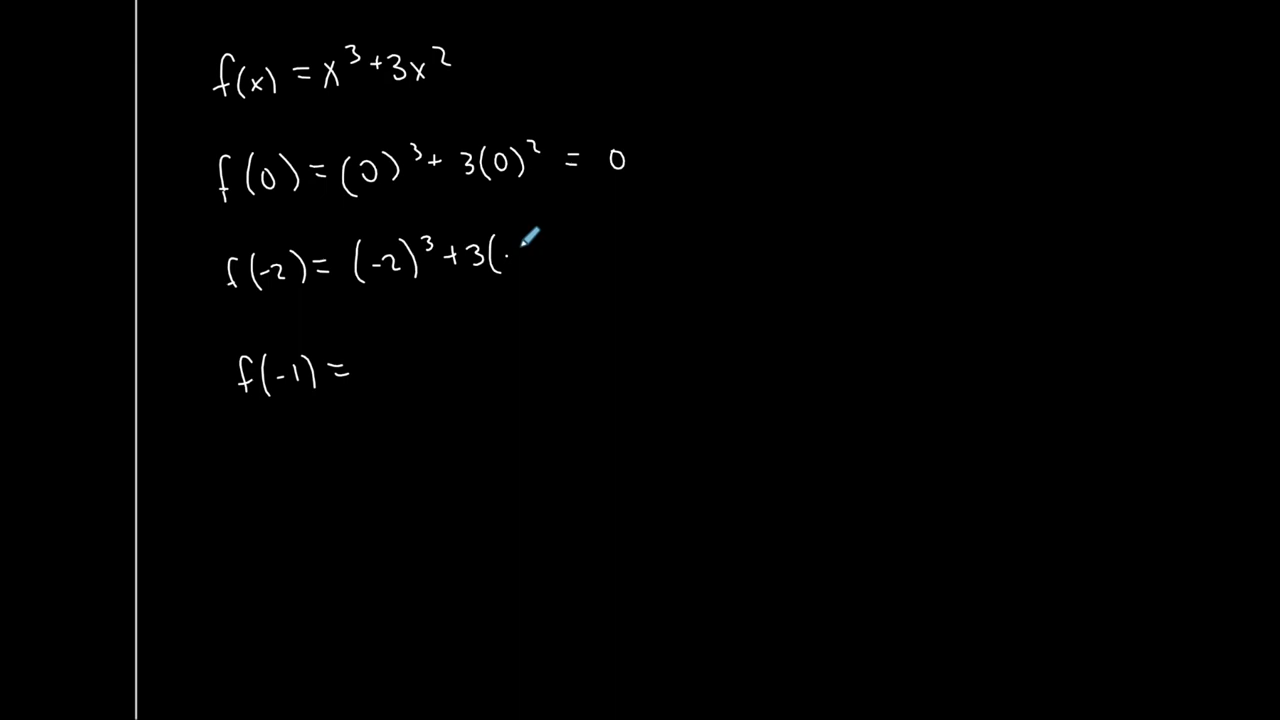 f(x) = x³+3x²
f(0) = (0)³+ 3(0)² = 0
f(-2) = (-2)³ +3(
f(-1) =